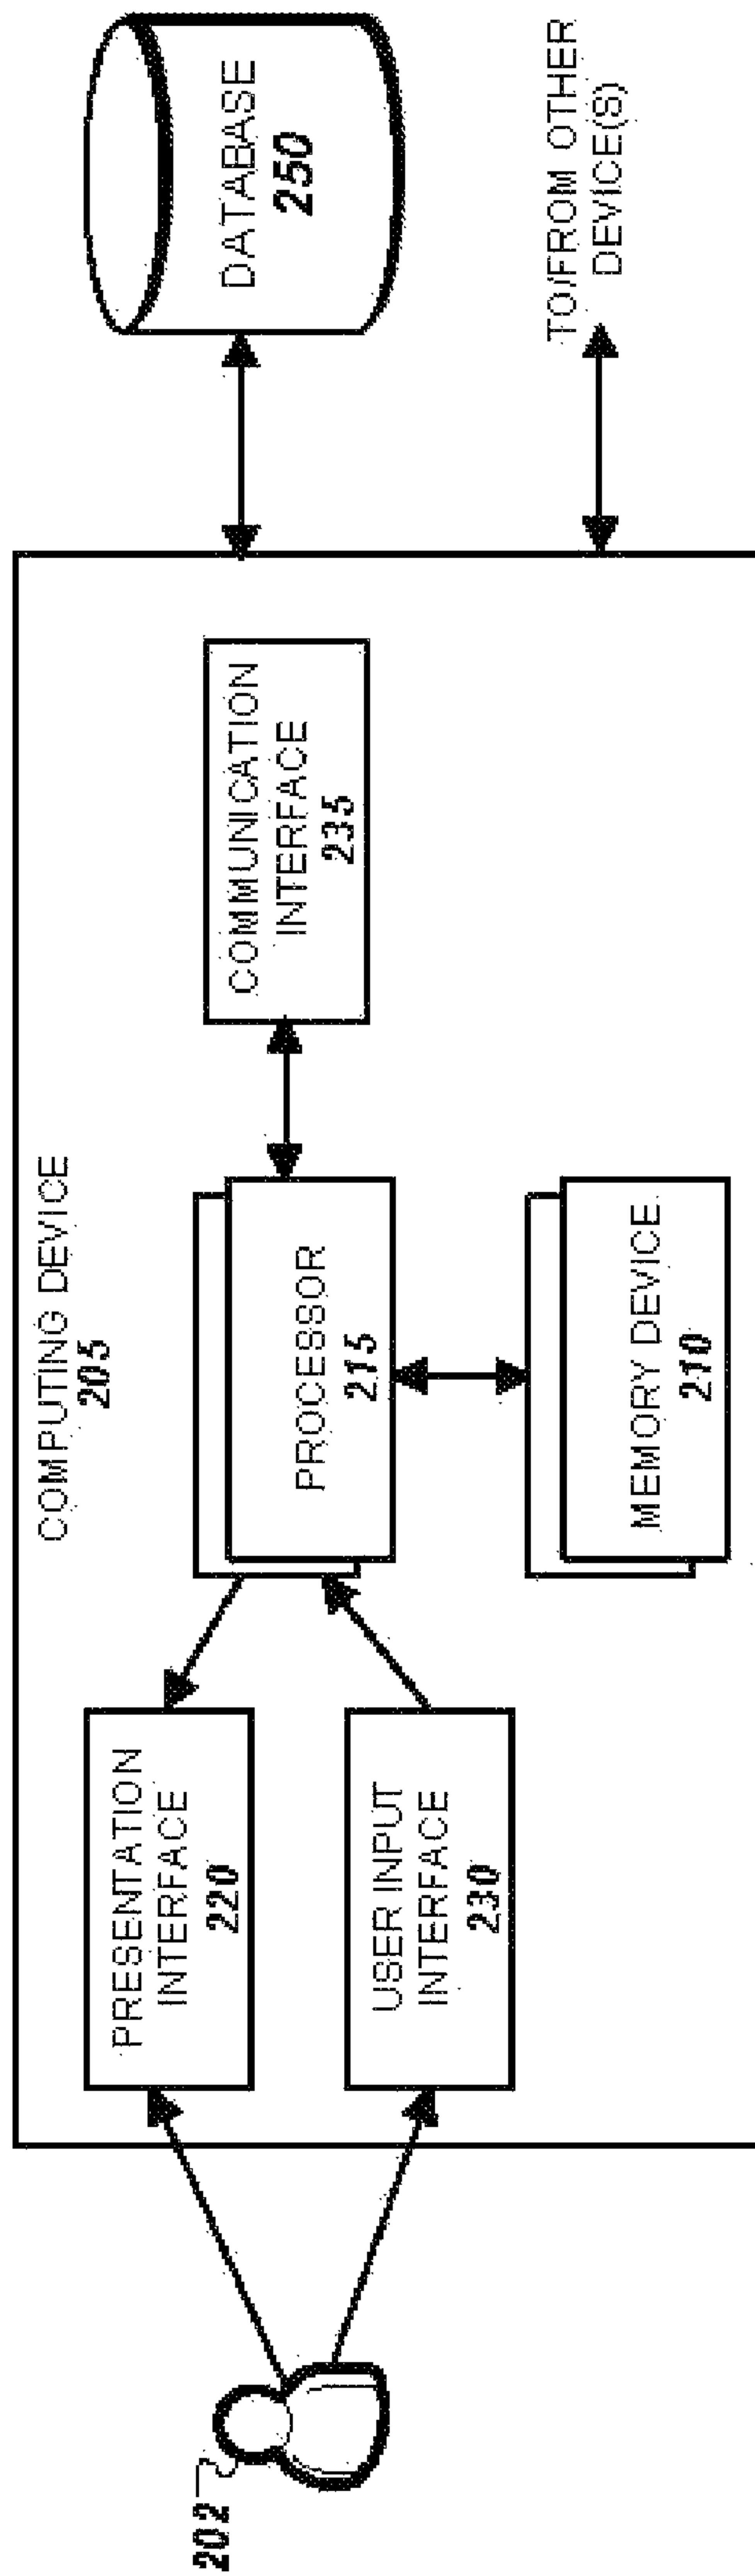 202
COMPUTING DEVICE
205
PRESENTATION
INTERFACE
220
USER INPUT
INTERFACE
230
PROCESSOR
215
MEMORY DEVICE
210
COMMUNICATION
INTERFACE
235
DATABASE
250
TO/FROM OTHER
DEVICE(S)